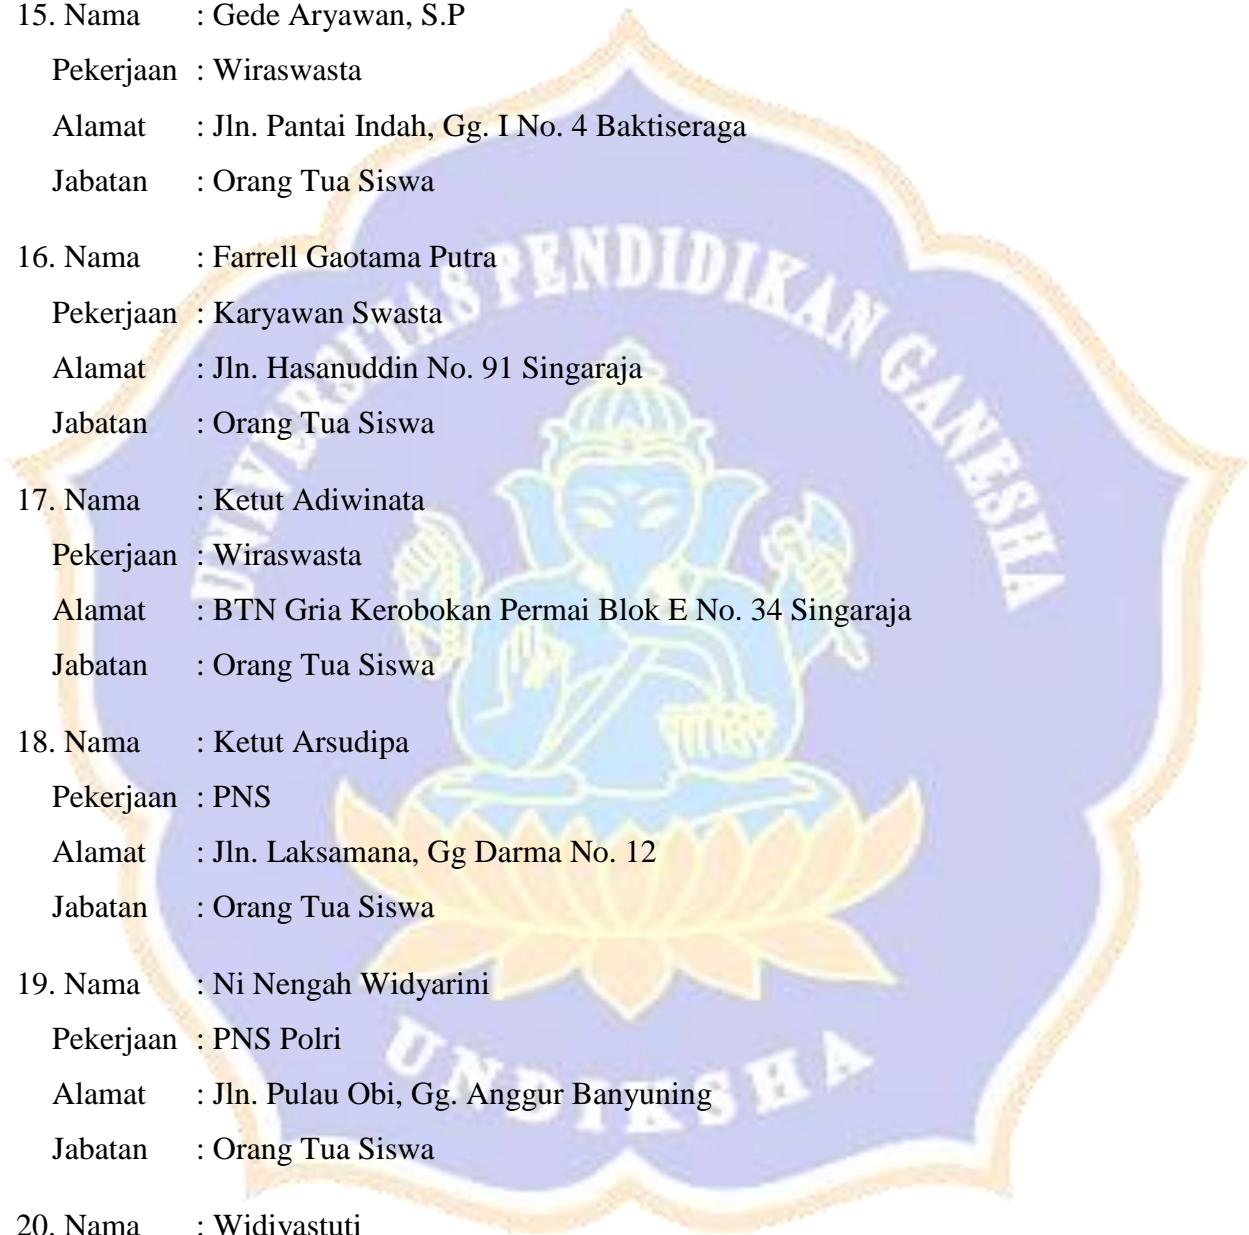 15. Nama : Gede Aryawan, S.P
Pekerjaan : Wiraswasta
Alamat : Jln. Pantai Indah, Gg. I No. 4 Baktiseraga
Jabatan : Orang Tua Siswa
16. Nama : Farrell Gaotama Putra
Pekerjaan : Karyawan Swasta
Alamat : Jln. Hasanuddin No. 91 Singaraja
Jabatan : Orang Tua Siswa
17. Nama : Ketut Adiwinata
Pekerjaan : Wiraswasta
Alamat : BTN Gria Kerobokan Permai Blok E No. 34 Singaraja
Jabatan : Orang Tua Siswa
18. Nama : Ketut Arsudipa
Pekerjaan : PNS
Alamat : Jln. Laksamana, Gg Darma No. 12
Jabatan : Orang Tua Siswa
19. Nama : Ni Nengah Widyarini
Pekerjaan : PNS Polri
Alamat : Jln. Pulau Obi, Gg. Anggur Banyuning
Jabatan : Orang Tua Siswa
20. Nama : Widiyastuti
UNIVERSITAS PENDIDIKAN GANESHA
UNDIKSHA